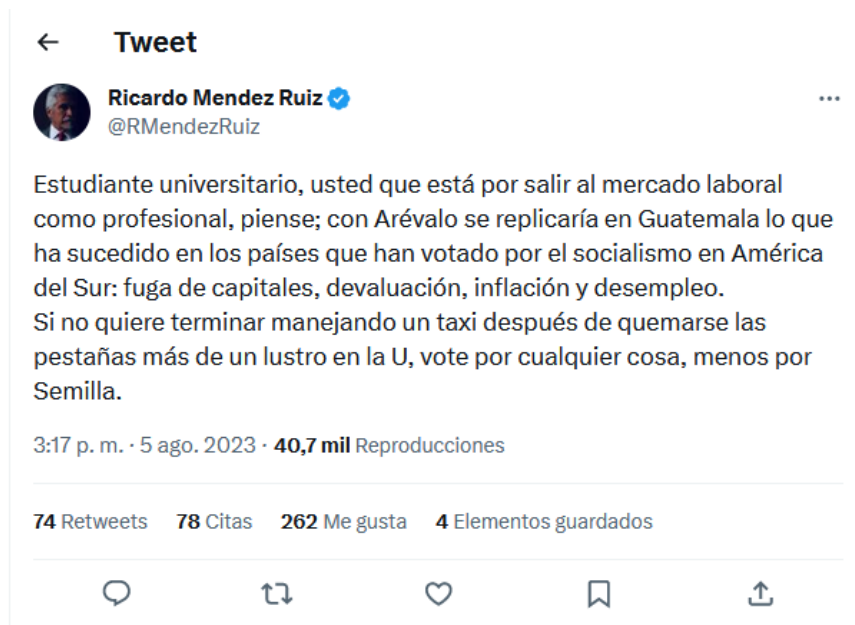 Tweet
Ricardo Mendez Ruiz
@RMendezRuiz
Estudiante universitario, usted que está por salir al mercado laboral
como profesional, piense; con Arévalo se replicaría en Guatemala lo que
ha sucedido en los países que han votado por el socialismo en América
del Sur: fuga de capitales, devaluación, inflación y desempleo.
Si no quiere terminar manejando un taxi después de quemarse las
pestañas más de un lustro en la U, vote por cualquier cosa, menos por
Semilla.
3:17 p. m. · 5 ago. 2023 · 40,7 mil Reproducciones
74 Retweets 78 Citas 262 Me gusta 4 Elementos guardados